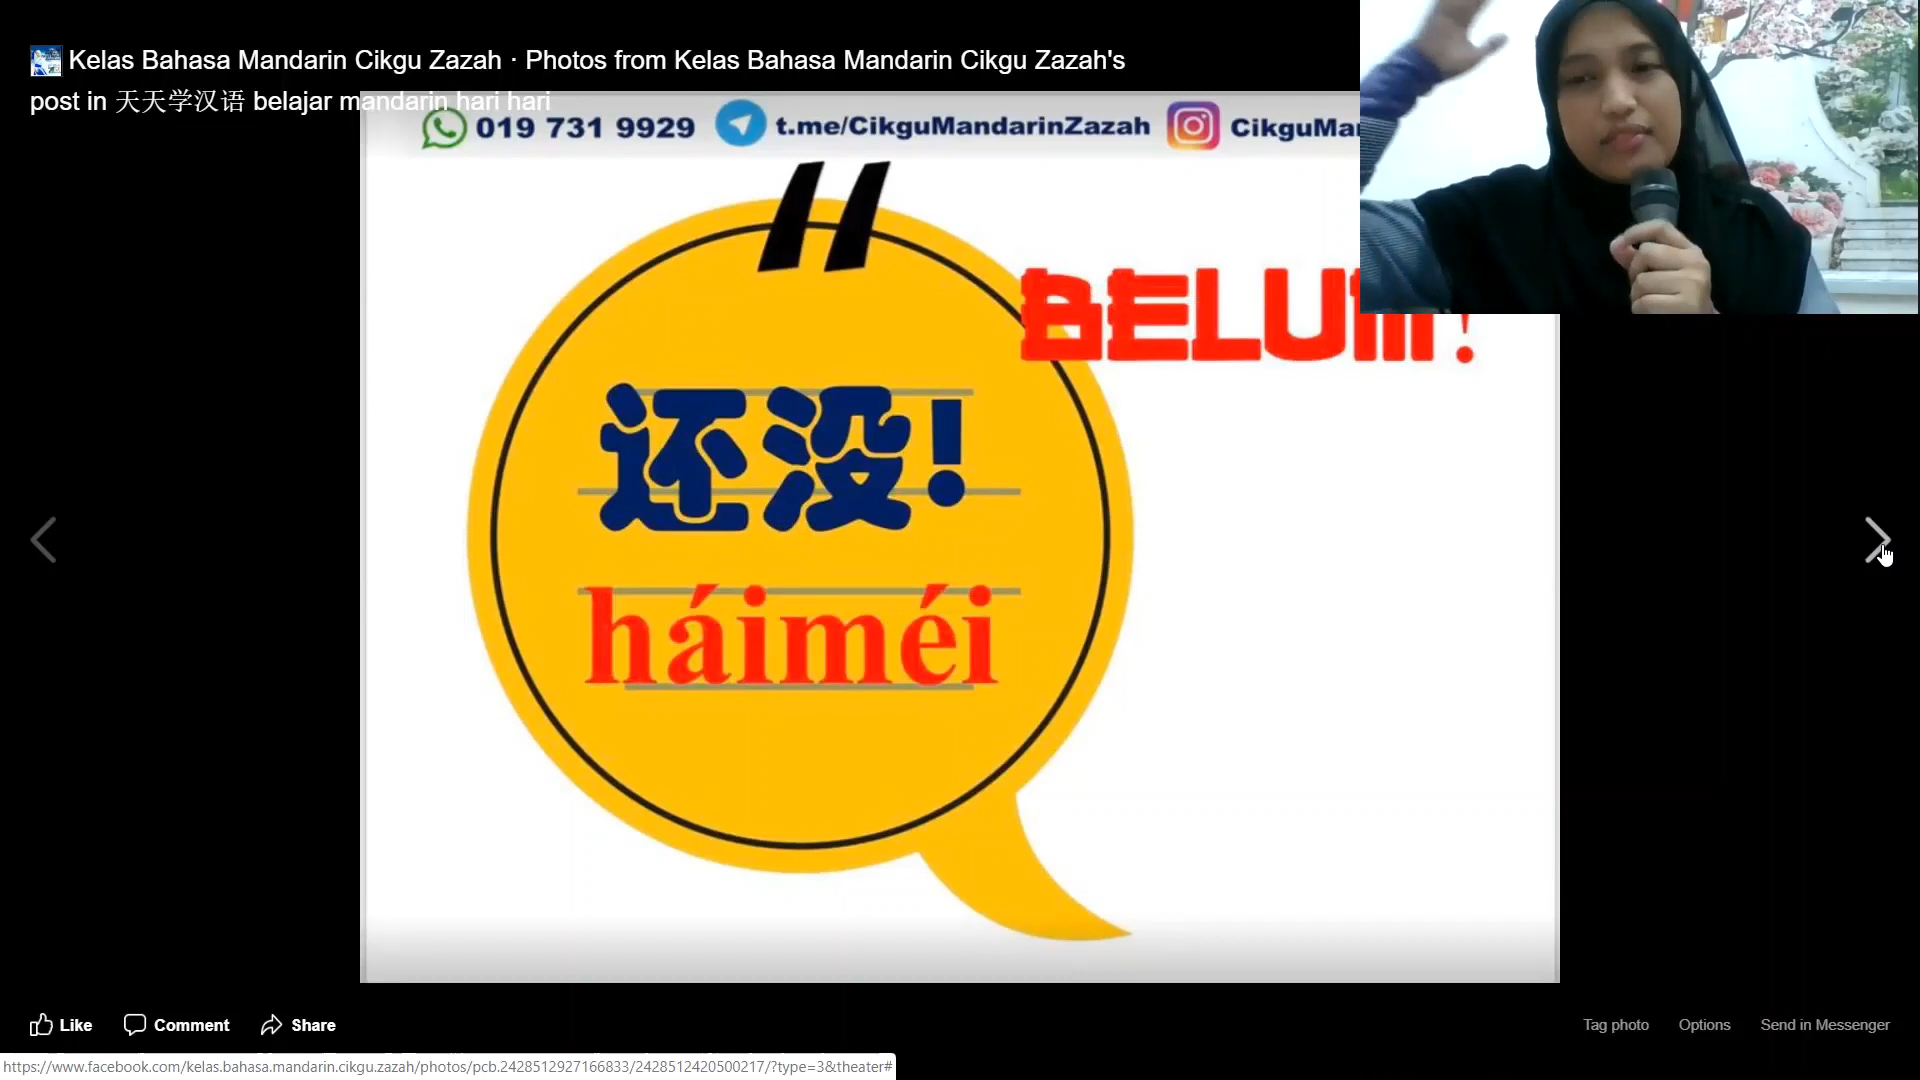 Kelas Bahasa Mandarin Cikgu Zazah · Photos from Kelas Bahasa Mandarin Cikgu Zazah's
post in 天天学汉语 belajar mandarin hari hari
019 731 9929 t.me/CikguMandarinZazah
BELUM!
还没!
háiméi
Like Comment Share
Tag photo Options Send in Messenger
https://www.facebook.com/kelas.bahasa.mandarin.cikgu.zazah/photos/pcb.2428512927166833/2428512420500217/?type=3&theater#